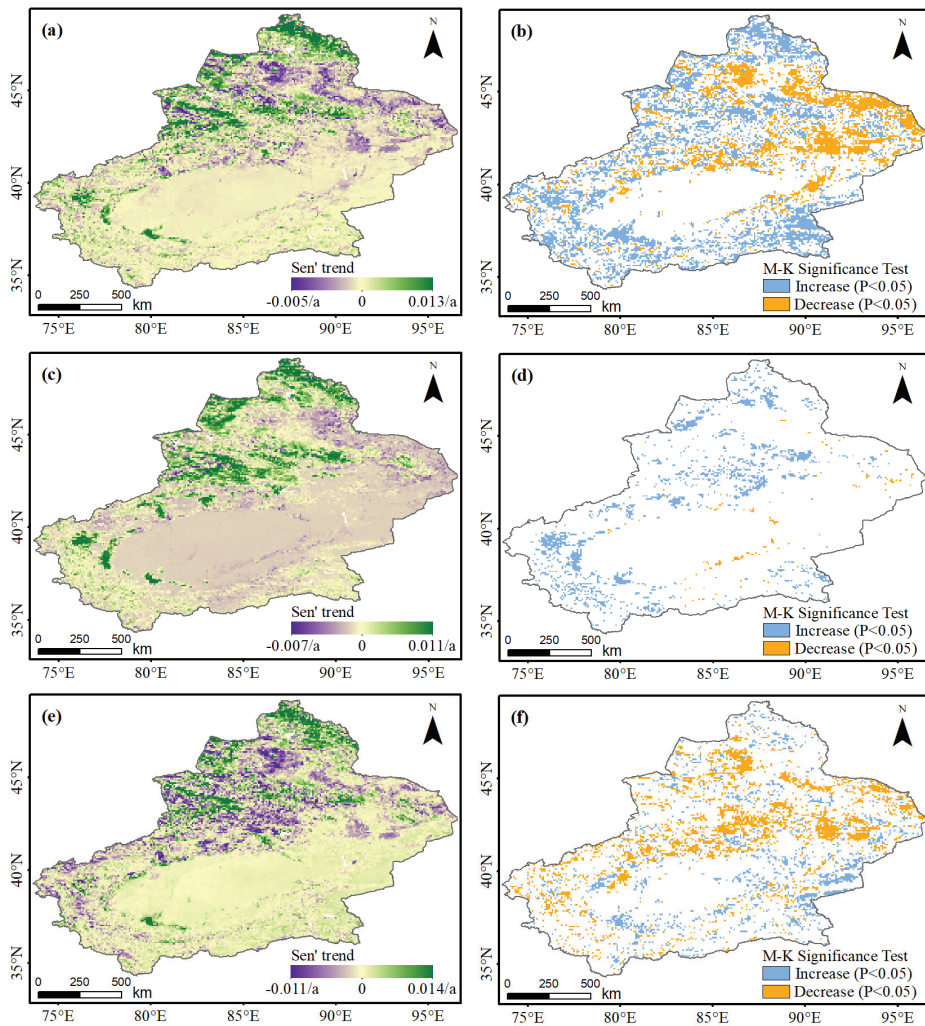 (a)
N
45°N
40°N
35°N
Sen' trend
-0.005/a 0 0.013/a
0 250 500
km
75°E 80°E 85°E 90°E 95°E
(b)
N
45°N
40°N
35°N
M-K Significance Test
Increase (P<0.05)
Decrease (P<0.05)
0 250 500
km
75°E 80°E 85°E 90°E 95°E
(c)
N
45°N
40°N
35°N
Sen' trend
-0.007/a 0 0.011/a
0 250 500
km
75°E 80°E 85°E 90°E 95°E
(d)
N
45°N
40°N
35°N
M-K Significance Test
Increase (P<0.05)
Decrease (P<0.05)
0 250 500
km
75°E 80°E 85°E 90°E 95°E
(e)
N
45°N
40°N
35°N
Sen' trend
-0.011/a 0 0.014/a
0 250 500
km
75°E 80°E 85°E 90°E 95°E
(f)
N
45°N
40°N
35°N
M-K Significance Test
Increase (P<0.05)
Decrease (P<0.05)
0 250 500
km
75°E 80°E 85°E 90°E 95°E